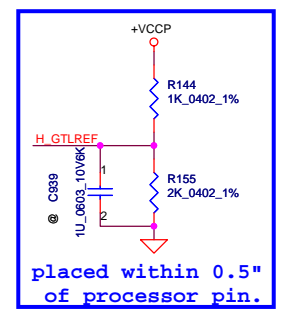 +VCCP
R144
1K_0402_1%
H_GTLREF
1
@ C939
1U_0603_10V6K
2
R155
2K_0402_1%
placed within 0.5"
of processor pin.